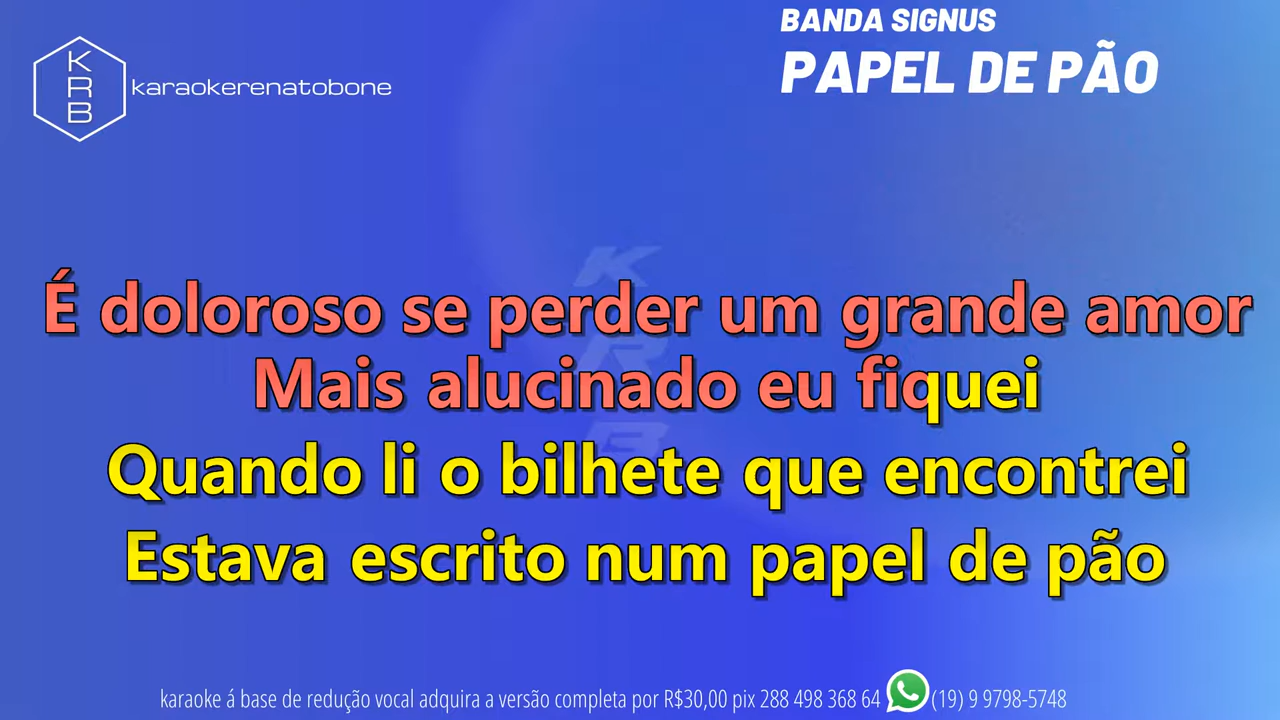 BANDA SIGNUS
PAPEL DE PÃO
KRB
karaokerenatobone
É doloroso se perder um grande amor
Mais alucinado eu fiquei
KRB
Quando li o bilhete que encontrei
Estava escrito num papel de pão
karaoke á base de redução vocal adquira a versão completa por R$30,00 pix 288 498 368 64 (19) 9 9798-5748